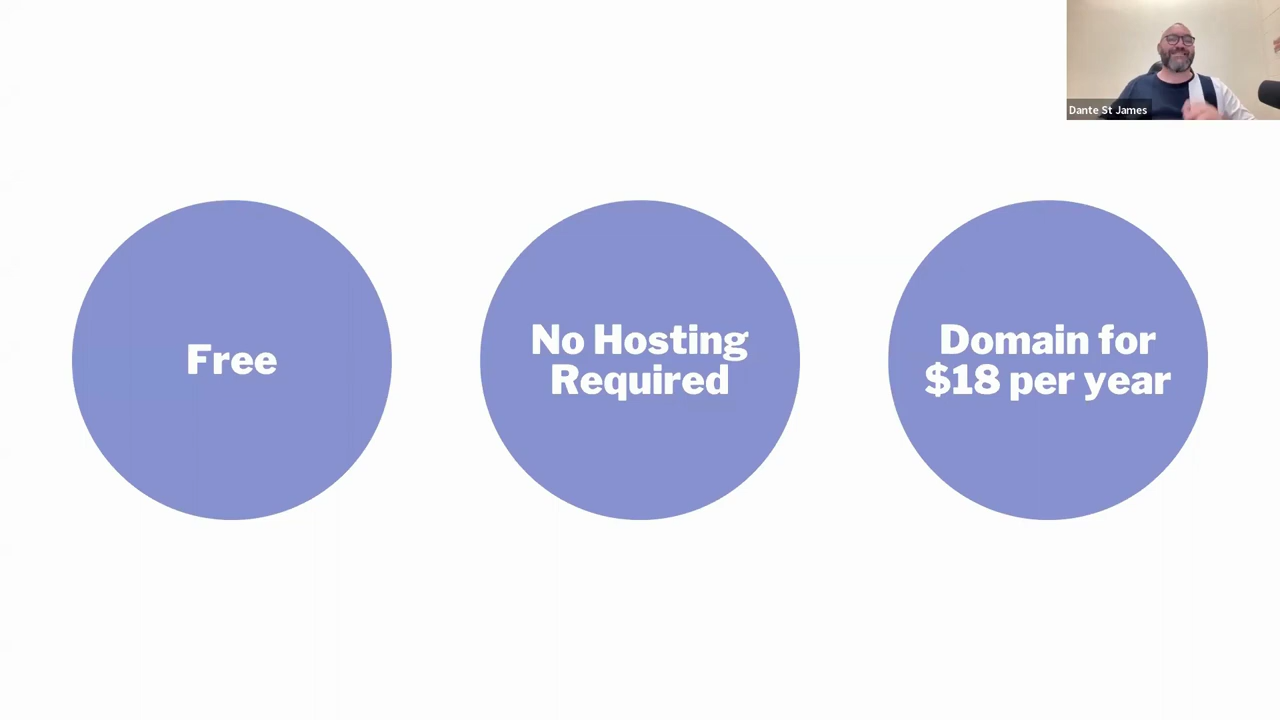 Dante St James
Free
No Hosting
Required
Domain for
$18 per year